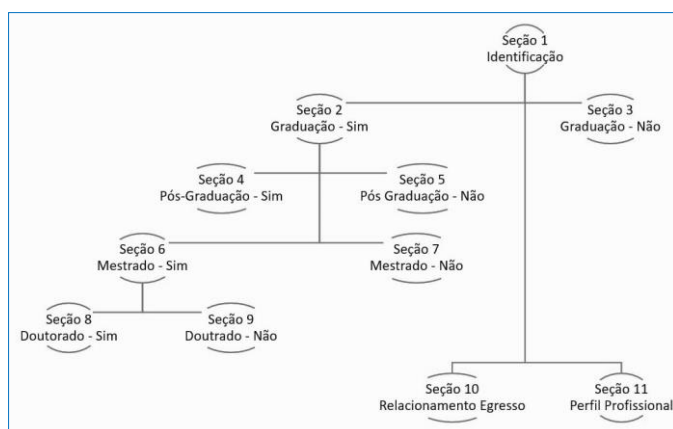 Seção 1
Identificação
Seção 2
Graduação - Sim
Seção 3
Graduação - Não
Seção 4
Pós-Graduação - Sim
Seção 5
Pós Graduação - Não
Seção 6
Mestrado - Sim
Seção 7
Mestrado - Não
Seção 8
Doutorado - Sim
Seção 9
Doutrado - Não
Seção 10
Relacionamento Egresso
Seção 11
Perfil Profissional